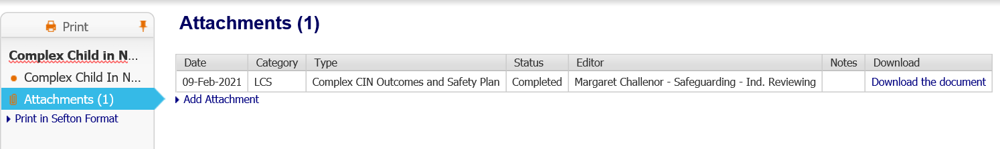 Print
Complex Child in N...
Complex Child In N...
Attachments (1)
Print in Sefton Format
Attachments (1)
Date Category Type Status Editor Notes Download
09-Feb-2021 LCS Complex CIN Outcomes and Safety Plan Completed Margaret Challenor - Safeguarding - Ind. Reviewing Download the document
Add Attachment